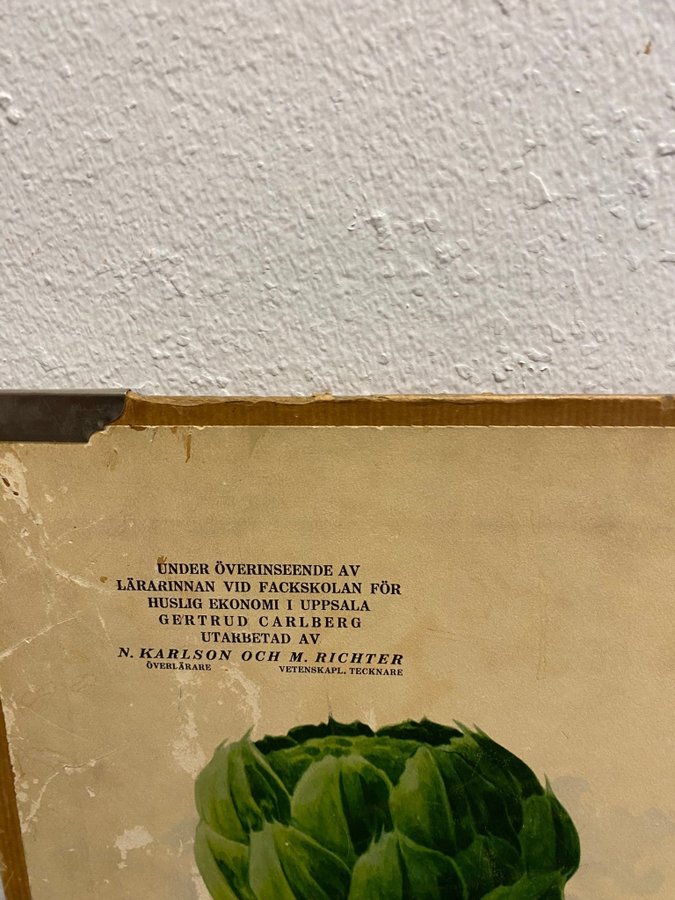 UNDER ÖVERINSEENDE AV
LÄRARINNAN VID FACKSKOLAN FÖR
HUSLIG EKONOMI I UPPSALA
GERTRUD CARLBERG
UTARBETAD AV
N. KARLSON OCH M. RICHTER
ÖVERLÄRARE VETENSKAPL. TECKNARE